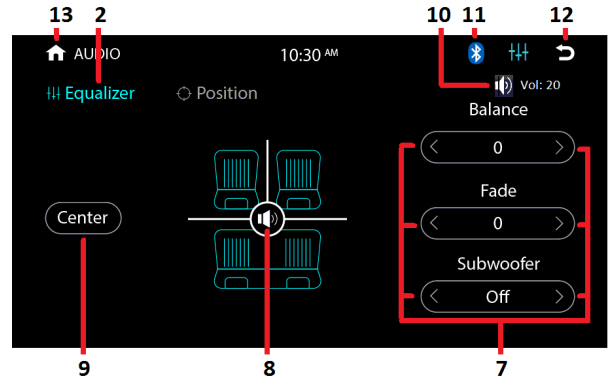 13 2 10 11 12
AUDIO 10:30 AM
Equalizer Position Vol: 20
Balance
0
Fade
Center 0
Subwoofer
Off
9 8 7